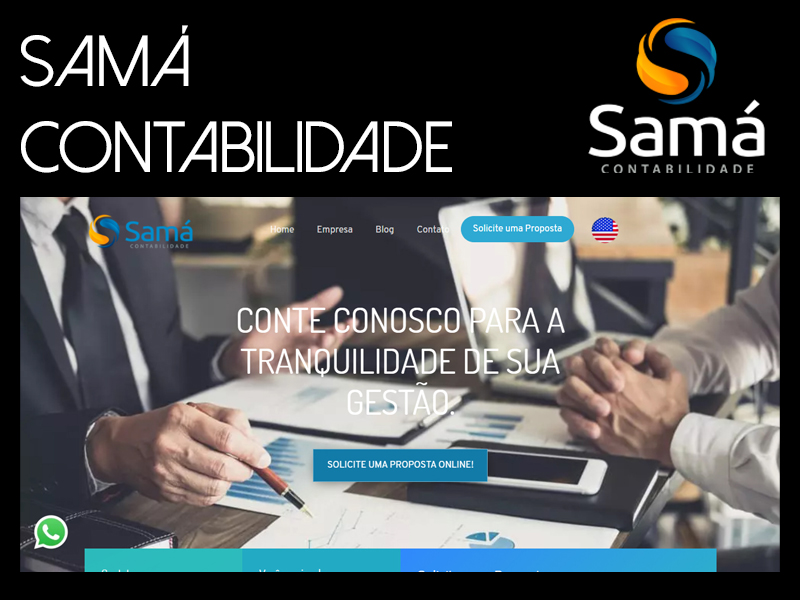 SAMÁ
CONTABILIDADE
Samá
CONTABILIDADE
Samá
CONTABILIDADE
Home Empresa Blog Contato Solicite uma Proposta
CONTE CONOSCO PARA A
TRANQUILIDADE DE SUA
GESTÃO.
SOLICITE UMA PROPOSTA ONLINE!